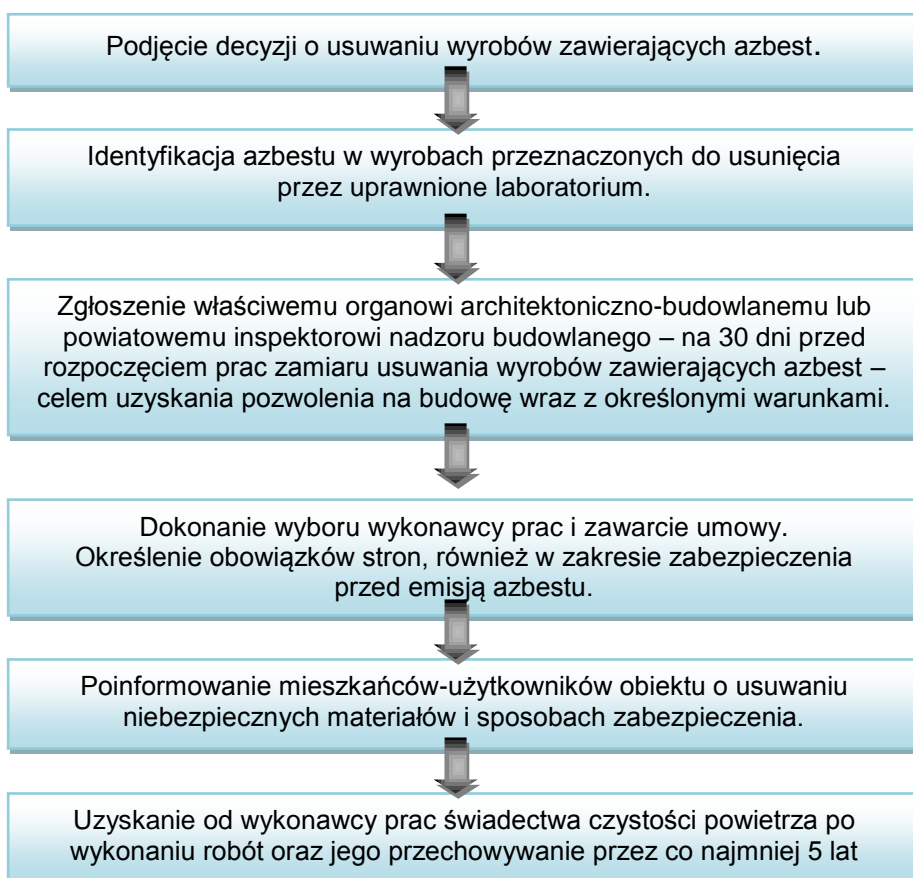 Podjęcie decyzji o usuwaniu wyrobów zawierających azbest.
Identyfikacja azbestu w wyrobach przeznaczonych do usunięcia
przez uprawnione laboratorium.
Zgłoszenie właściwemu organowi architektoniczno-budowlanemu lub
powiatowemu inspektorowi nadzoru budowlanego – na 30 dni przed
rozpoczęciem prac zamiaru usuwania wyrobów zawierających azbest –
celem uzyskania pozwolenia na budowę wraz z określonymi warunkami.
Dokonanie wyboru wykonawcy prac i zawarcie umowy.
Określenie obowiązków stron, również w zakresie zabezpieczenia
przed emisją azbestu.
Poinformowanie mieszkańców-użytkowników obiektu o usuwaniu
niebezpiecznych materiałów i sposobach zabezpieczenia.
Uzyskanie od wykonawcy prac świadectwa czystości powietrza po
wykonaniu robót oraz jego przechowywanie przez co najmniej 5 lat